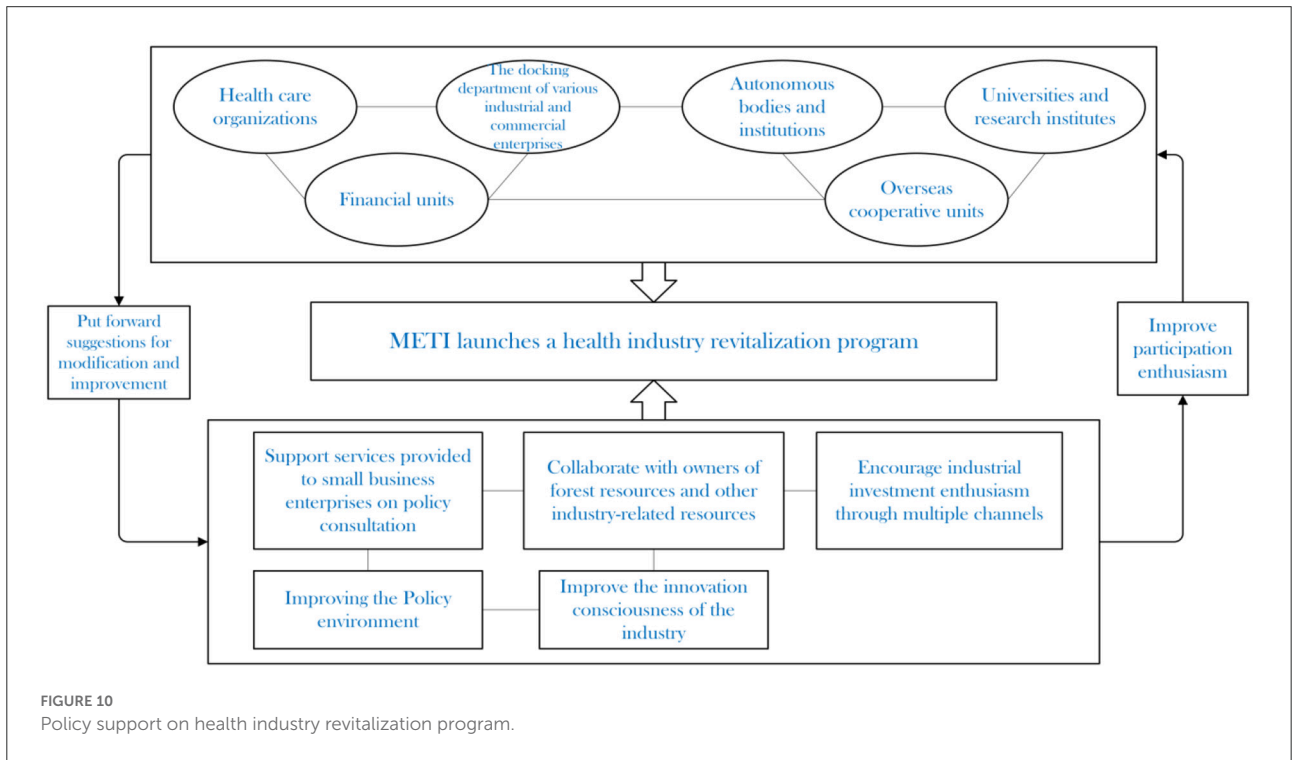 Health care
organizations
The docking
department of various
industrial and
commercial
enterprises
Autonomous
bodies and
institutions
Universities and
research institutes
Financial units
Overseas
cooperative units
Put forward
suggestions for
modification and
improvement
METI launches a health industry revitalization program
Improve
participation
enthusiasm
Support services provided
to small business
enterprises on policy
consultation
Collaborate with owners of
forest resources and other
industry-related resources
Encourage industrial
investment enthusiasm
through multiple channels
Improving the Policy
environment
Improve the innovation
consciousness of the
industry
FIGURE 10
Policy support on health industry revitalization program.